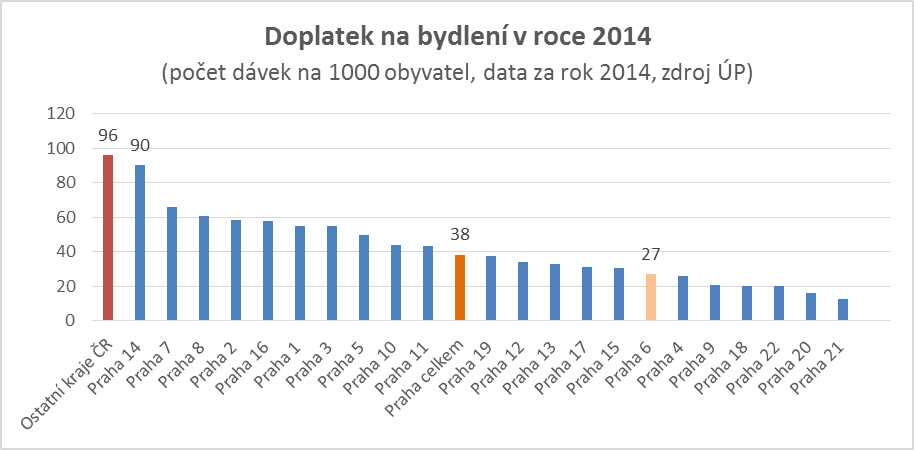 Doplatek na bydlení v roce 2014
(počet dávek na 1000 obyvatel, data za rok 2014, zdroj ÚP)
120
100
80
60
40
20
0
96
90
38
27
Ostatní kraje ČR
Praha 14
Praha 7
Praha 8
Praha 2
Praha 16
Praha 1
Praha 3
Praha 5
Praha 10
Praha 11
Praha celkem
Praha 19
Praha 12
Praha 13
Praha 17
Praha 15
Praha 6
Praha 4
Praha 9
Praha 18
Praha 22
Praha 20
Praha 21